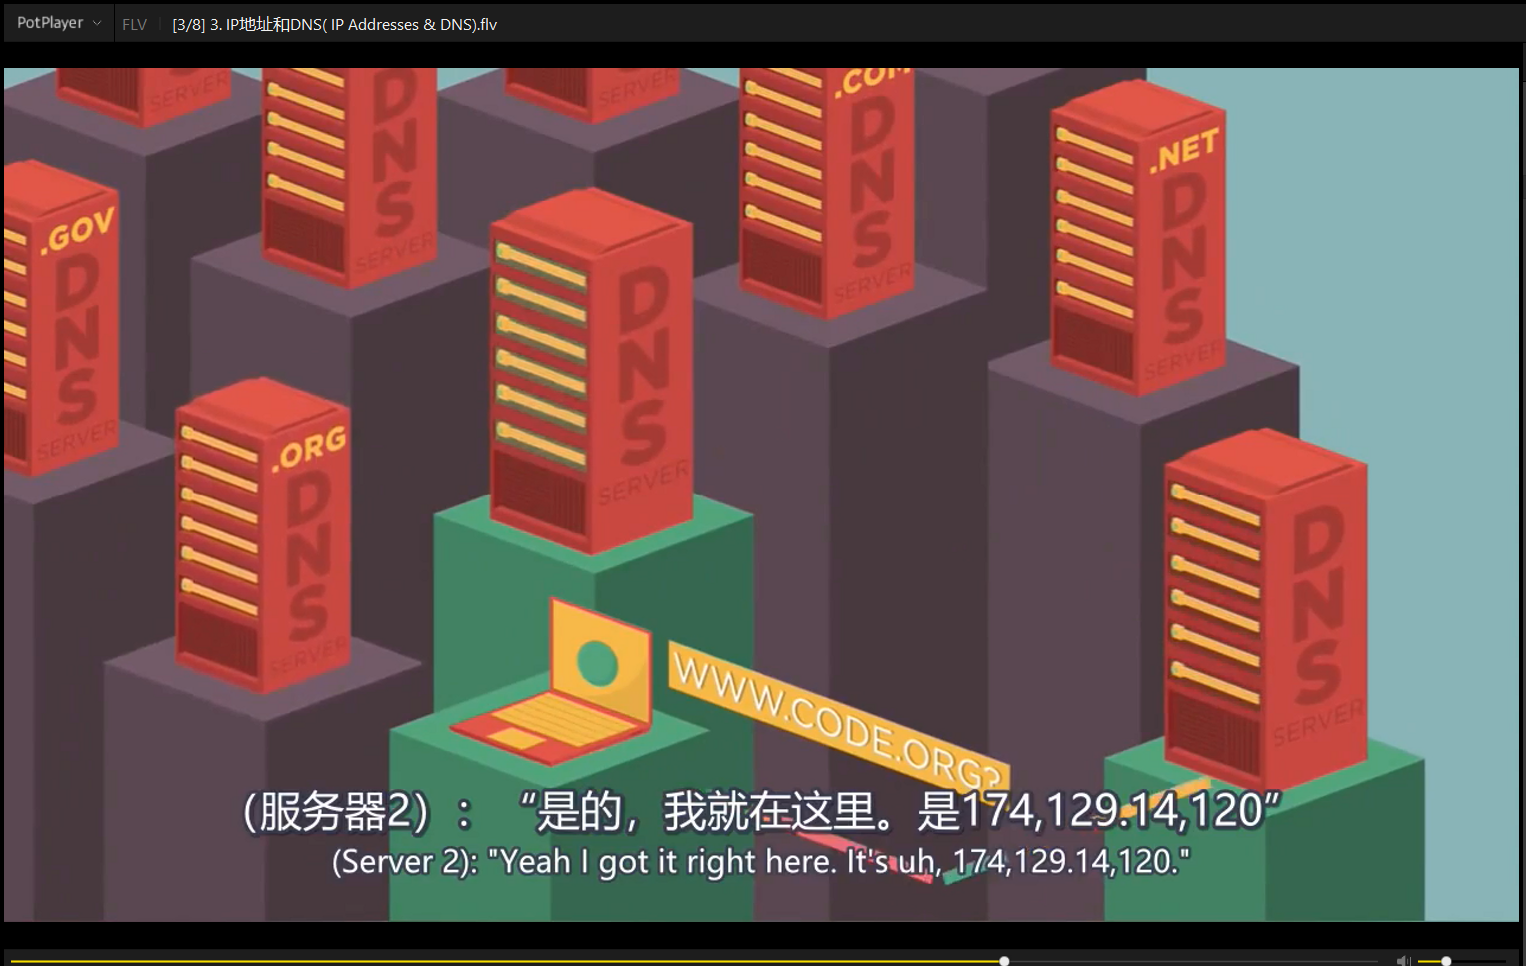 PotPlayer
FLV
[3/8] 3. IP地址和DNS( IP Addresses & DNS).flv
SERVER
DNS
SERVER
SERVER
.COM
DNS
SERVER
.NET
DNS
SERVER
.GOV
DNS
SERVER
DNS
SERVER
.ORG
DNS
SERVER
DNS
SERVER
WWW.CODE.ORG?
(服务器2) ： “是的，我就在这里。是174,129.14,120”
(Server 2): "Yeah I got it right here. It's uh, 174,129.14,120."